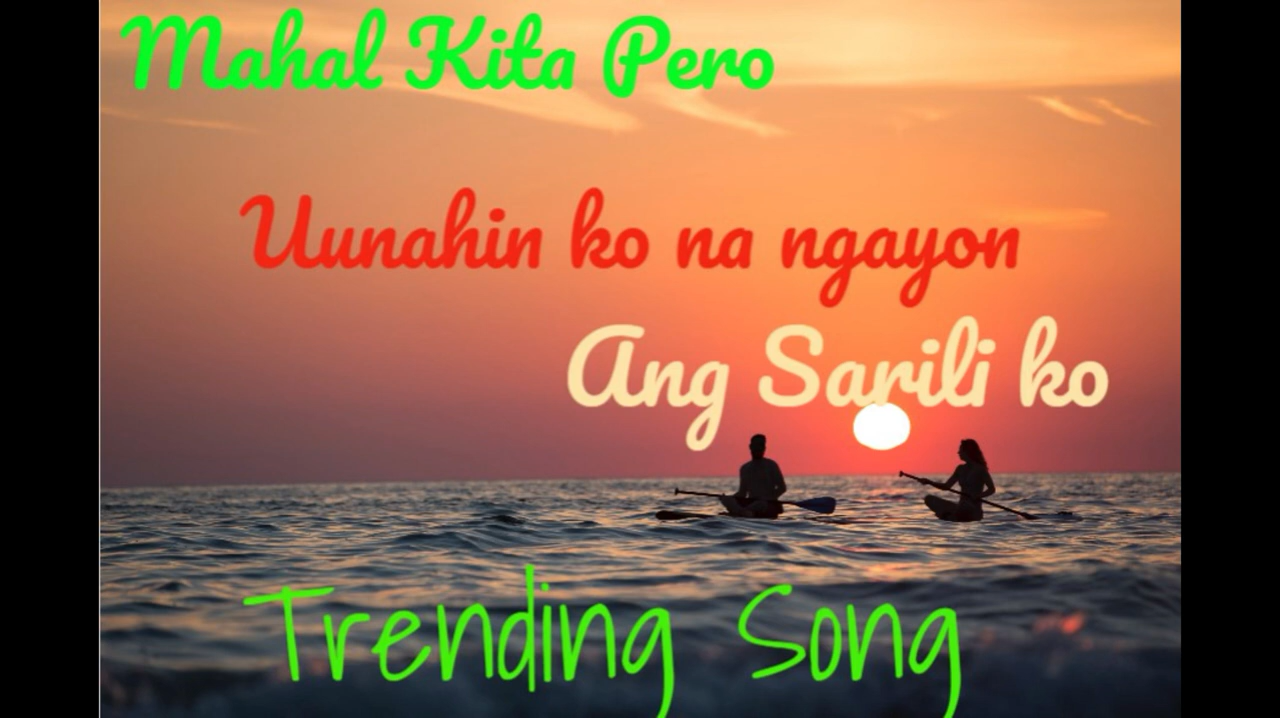 Mahal Kita Pero
Uunahin ko na ngayon
Ang Sarili ko
Trending Song